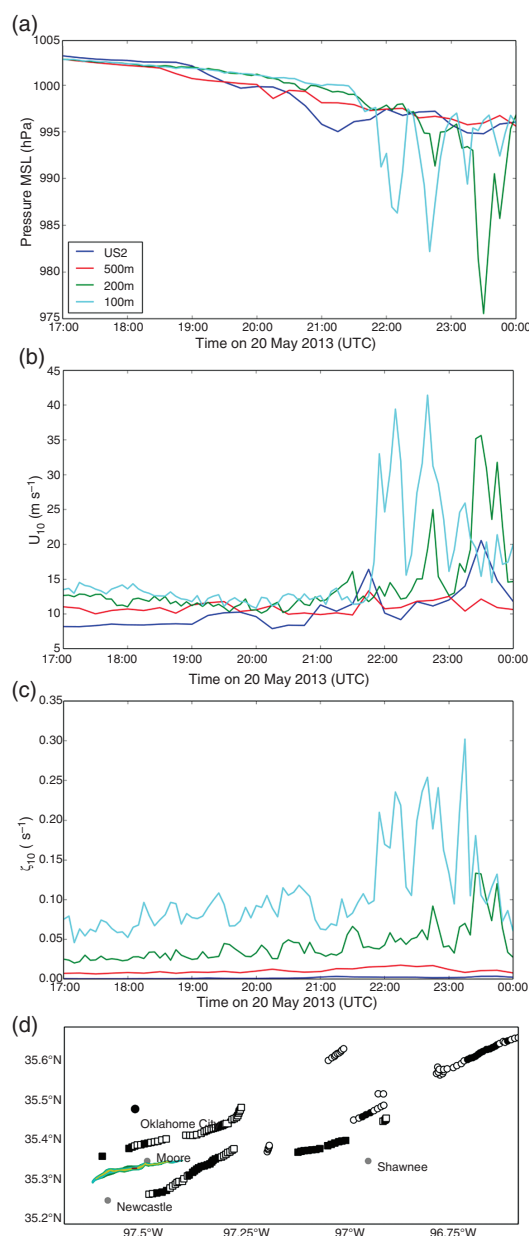 (a)
1005
1000
995
990
985
980
975
Pressure MSL (hPa)
US2
500m
200m
100m
17:00 18:00 19:00 20:00 21:00 22:00 23:00 00:00
Time on 20 May 2013 (UTC)
(b)
45
40
35
30
25
20
15
10
5
U10 (m s−1)
17:00 18:00 19:00 20:00 21:00 22:00 23:00 00:00
Time on 20 May 2013 (UTC)
(c)
0.35
0.30
0.25
0.20
0.15
0.10
0.05
0.00
ζ10 ( s−1)
17:00 18:00 19:00 20:00 21:00 22:00 23:00 00:00
Time on 20 May 2013 (UTC)
(d)
35.6°N
35.5°N
35.4°N
35.3°N
35.2°N
Oklahome City
Moore
Shawnee
Newcastle
97.5°W 97.25°W 97°W 96.75°W